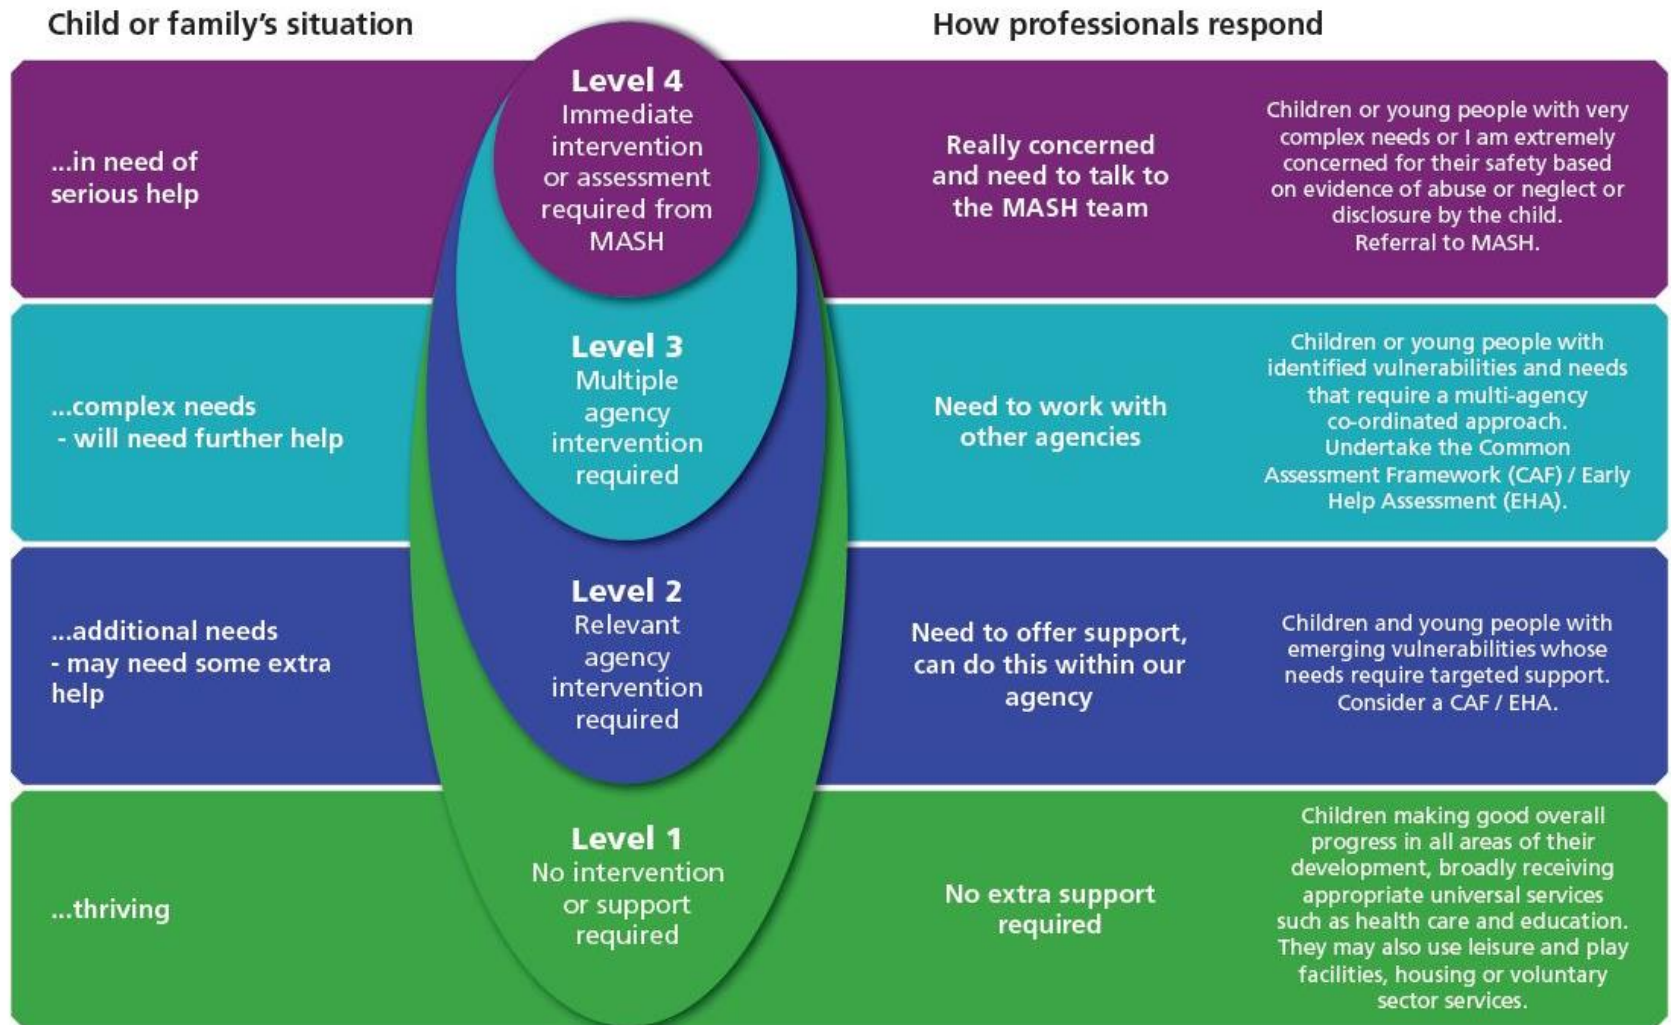 Child or family's situation
How professionals respond
...in need of
serious help
Level 4
Immediate
intervention
or assessment
required from
MASH
Really concerned
and need to talk to
the MASH team
Children or young people with very
complex needs or I am extremely
concerned for their safety based
on evidence of abuse or neglect or
disclosure by the child.
Referral to MASH.
...complex needs
- will need further help
Level 3
Multiple
agency
intervention
required
Need to work with
other agencies
Children or young people with
identified vulnerabilities and needs
that require a multi-agency
co-ordinated approach.
Undertake the Common
Assessment Framework (CAF) / Early
Help Assessment (EHA).
...additional needs
- may need some extra
help
Level 2
Relevant
agency
intervention
required
Need to offer support,
can do this within our
agency
Children and young people with
emerging vulnerabilities whose
needs require targeted support.
Consider a CAF / EHA.
...thriving
Level 1
No intervention
or support
required
No extra support
required
Children making good overall
progress in all areas of their
development, broadly receiving
appropriate universal services
such as health care and education.
They may also use leisure and play
facilities, housing or voluntary
sector services.